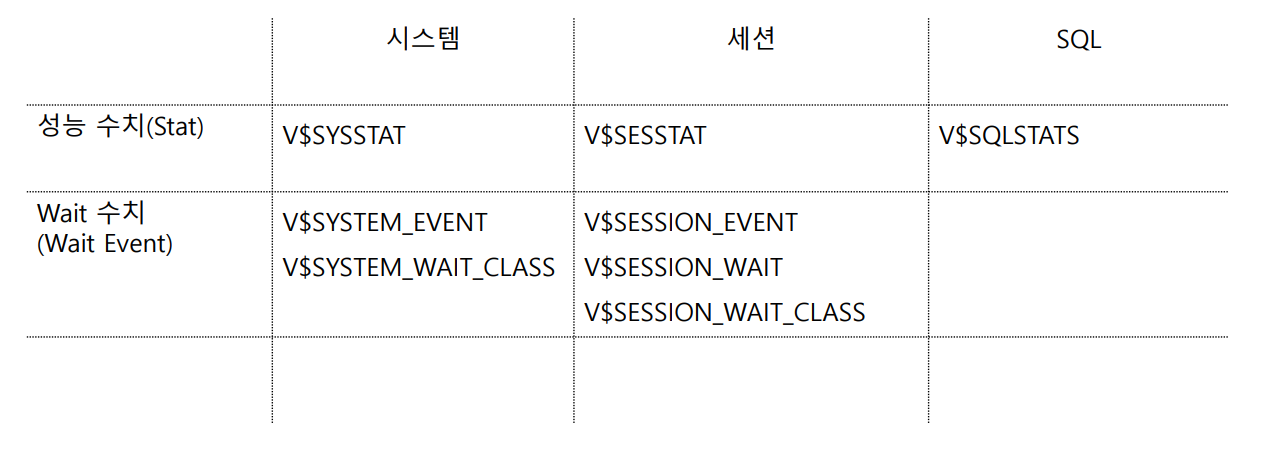 시스템
세션
SQL
성능 수치(Stat)
V$SYSSTAT
V$SESSTAT
V$SQLSTATS
Wait 수치
(Wait Event)
V$SYSTEM_EVENT
V$SYSTEM_WAIT_CLASS
V$SESSION_EVENT
V$SESSION_WAIT
V$SESSION_WAIT_CLASS